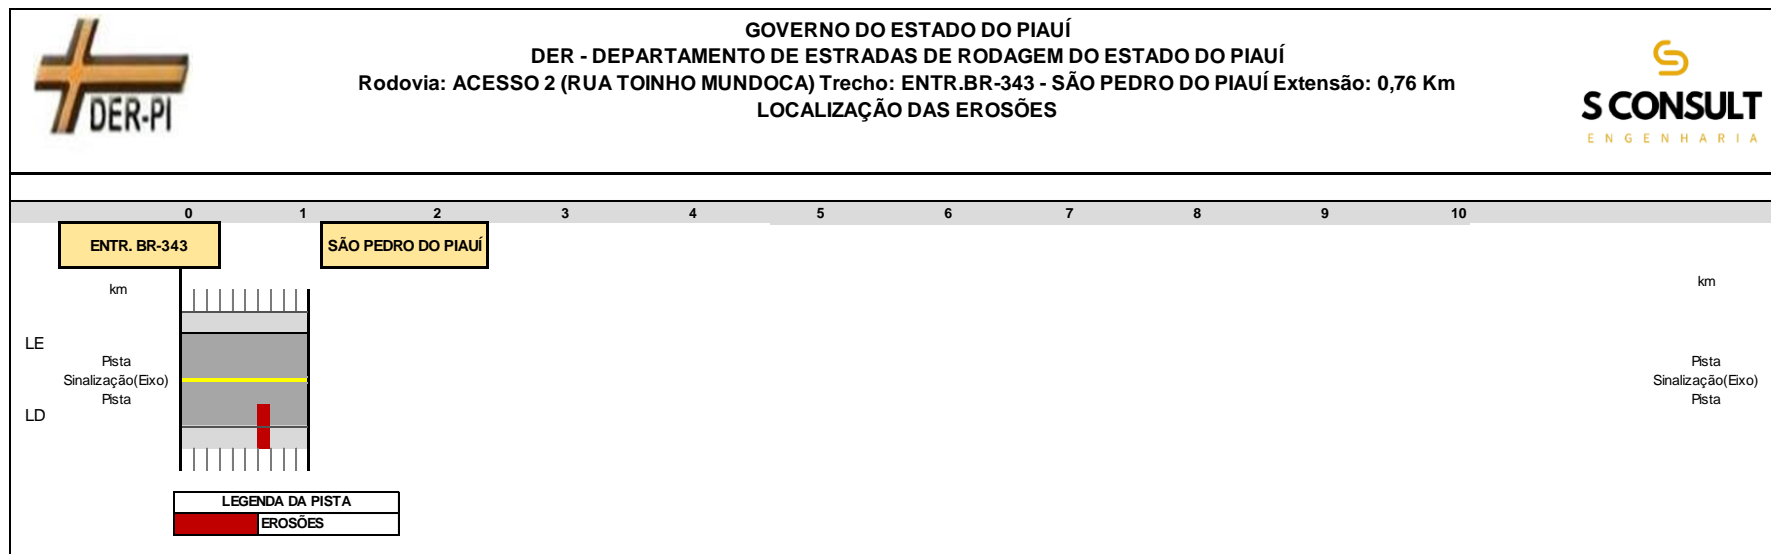 GOVERNO DO ESTADO DO PIAUÍ
DER - DEPARTAMENTO DE ESTRADAS DE RODAGEM DO ESTADO DO PIAUÍ
Rodovia: ACESSO 2 (RUA TOINHO MUNDOCA) Trecho: ENTR.BR-343 - SÃO PEDRO DO PIAUÍ Extensão: 0,76 Km
LOCALIZAÇÃO DAS EROSÕES
DER-PI
S CONSULT
ENGENHARIA
0 1 2 3 4 5 6 7 8 9 10
ENTR. BR-343
SÃO PEDRO DO PIAUÍ
km
km
LE
Pista
Sinalização(Eixo)
Pista
LD
Pista
Sinalização(Eixo)
Pista
LEGENDA DA PISTA
EROSÕES